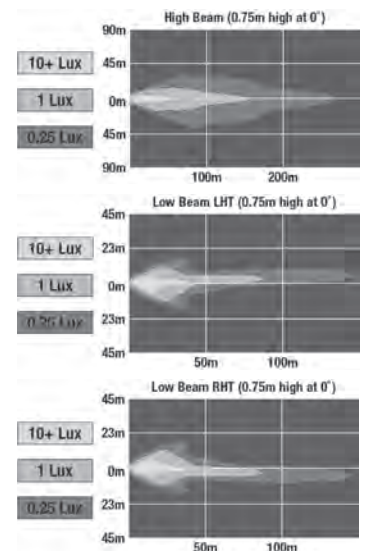 High Beam (0.75m high at 0°)
90m
45m
0m
45m
90m
10+ Lux
1 Lux
0.25 Lux
100m 200m
Low Beam LHT (0.75m high at 0°)
45m
23m
0m
23m
45m
10+ Lux
1 Lux
0.25 Lux
50m 100m
Low Beam RHT (0.75m high at 0°)
45m
23m
0m
23m
45m
10+ Lux
1 Lux
0.25 Lux
50m 100m